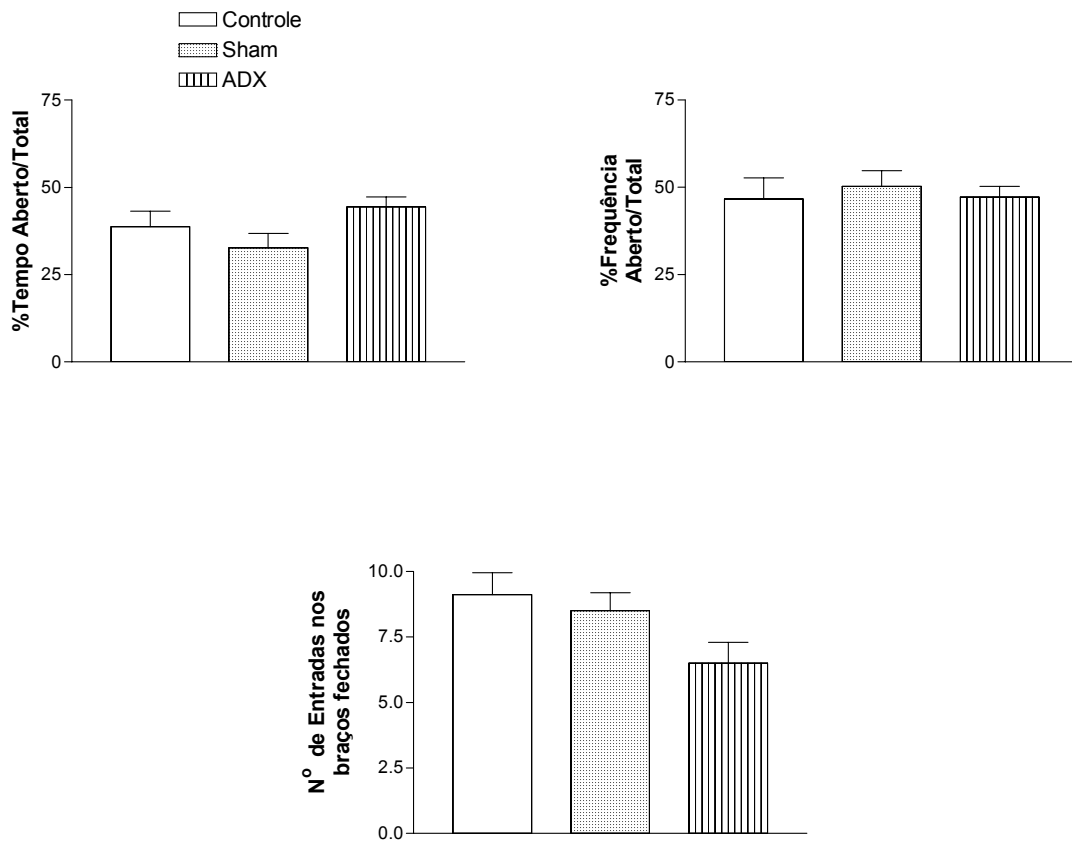 Controle
Sham
ADX
75
50
25
0
%Tempo Aberto/Total
75
50
25
0
%Frequência
Aberto/Total
10.0
7.5
5.0
2.5
0.0
Nº de Entradas nos
braços fechados